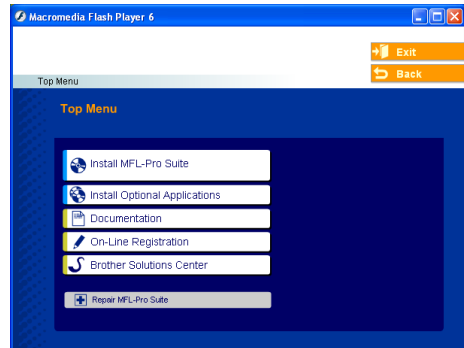 Macromedia Flash Player 6
Exit
Back
Top Menu
Top Menu
Install MFL-Pro Suite
Install Optional Applications
Documentation
On-Line Registration
Brother Solutions Center
Repair MFL-Pro Suite